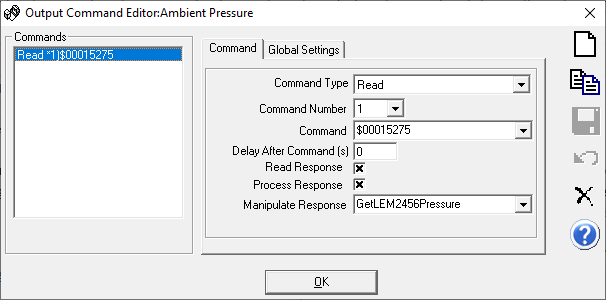 Output Command Editor:Ambient Pressure
Commands
Read *1)$00015275
Command
Global Settings
Command Type
Read
Command Number
1
Command
$00015275
Delay After Command (s)
0
Read Response
Process Response
Manipulate Response
GetLEM2456Pressure
OK
?